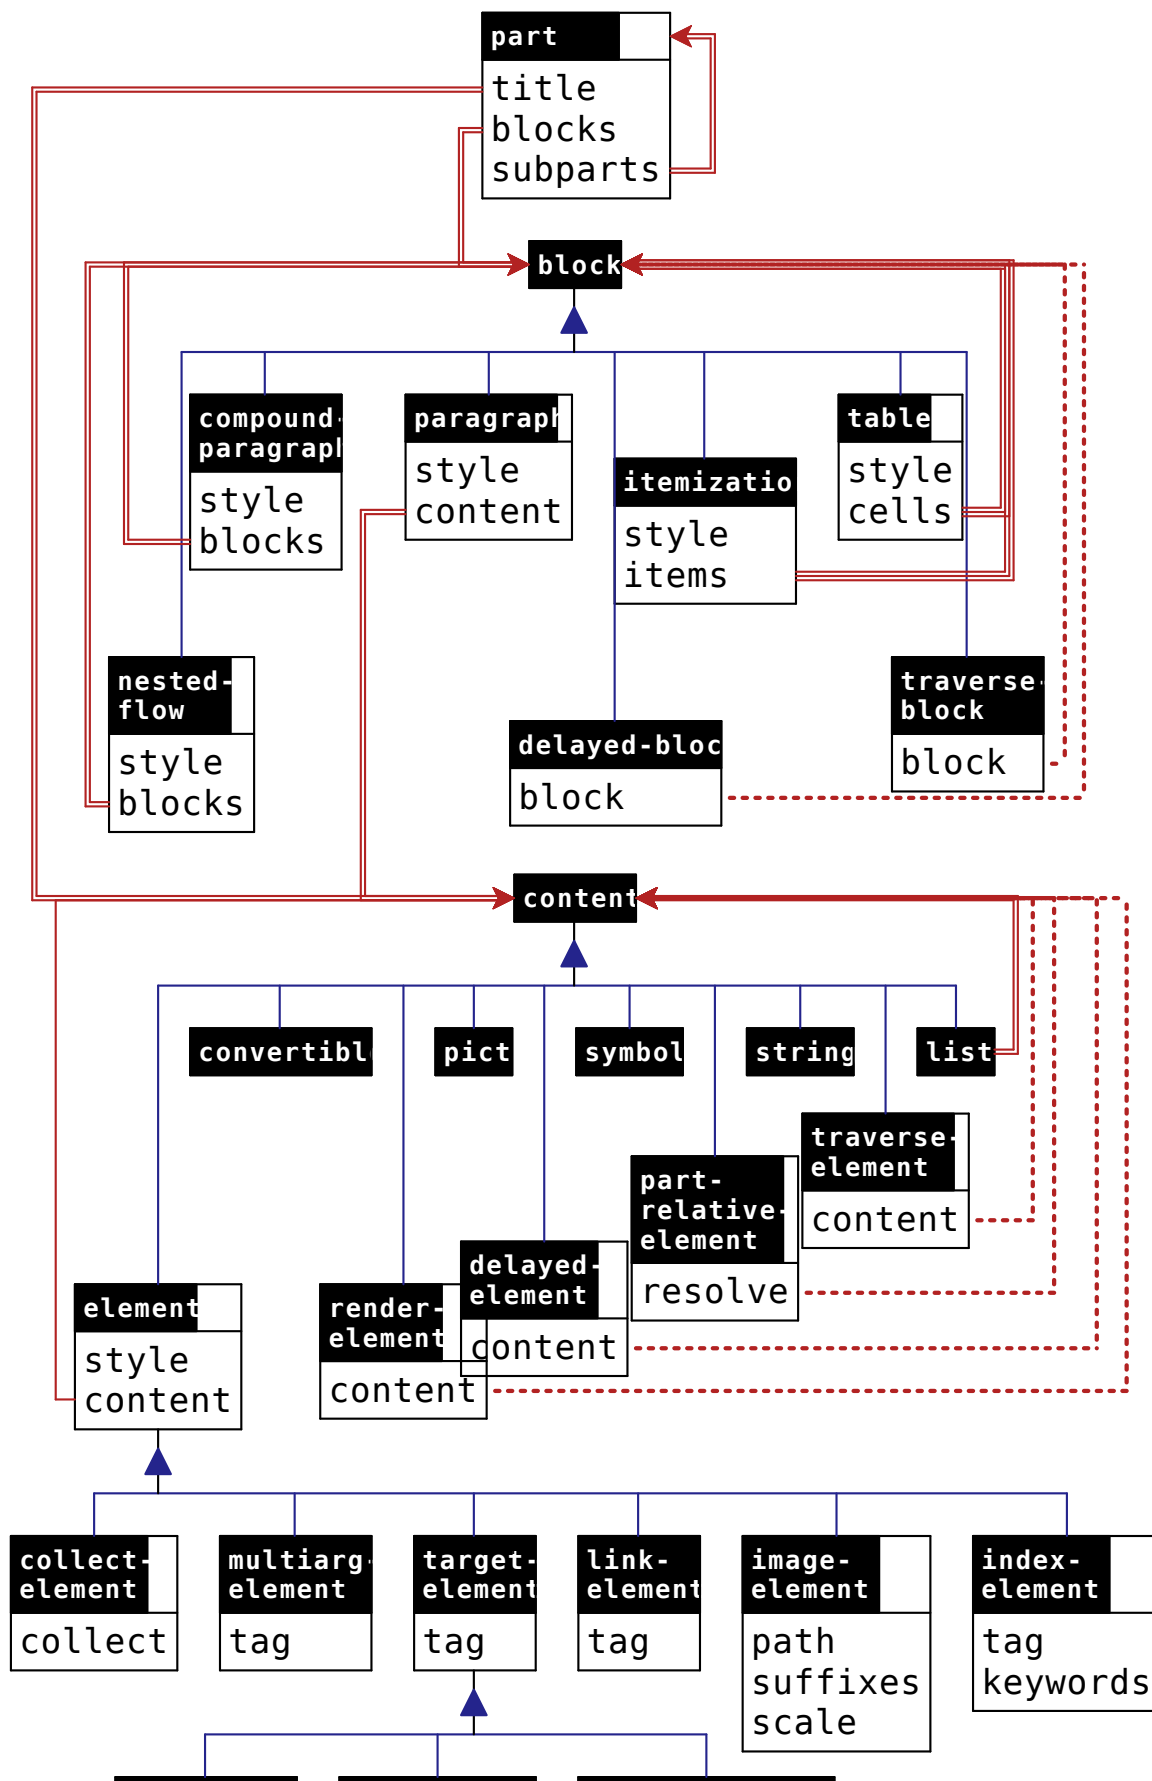 part
title
blocks
subparts
block
compound-
paragraph
style
blocks
paragraph
style
content
itemizatio
style
items
table
style
cells
nested-
flow
style
blocks
delayed-bloc
block
traverse-
block
block
content
convertible
pict
symbol
string
list
traverse-
element
content
part-
relative-
element
resolve
delayed-
element
content
render-
element
content
element
style
content
collect-
element
collect
multiarg-
element
tag
target-
element
tag
link-
element
tag
image-
element
path
suffixes
scale
index-
element
tag
keywords